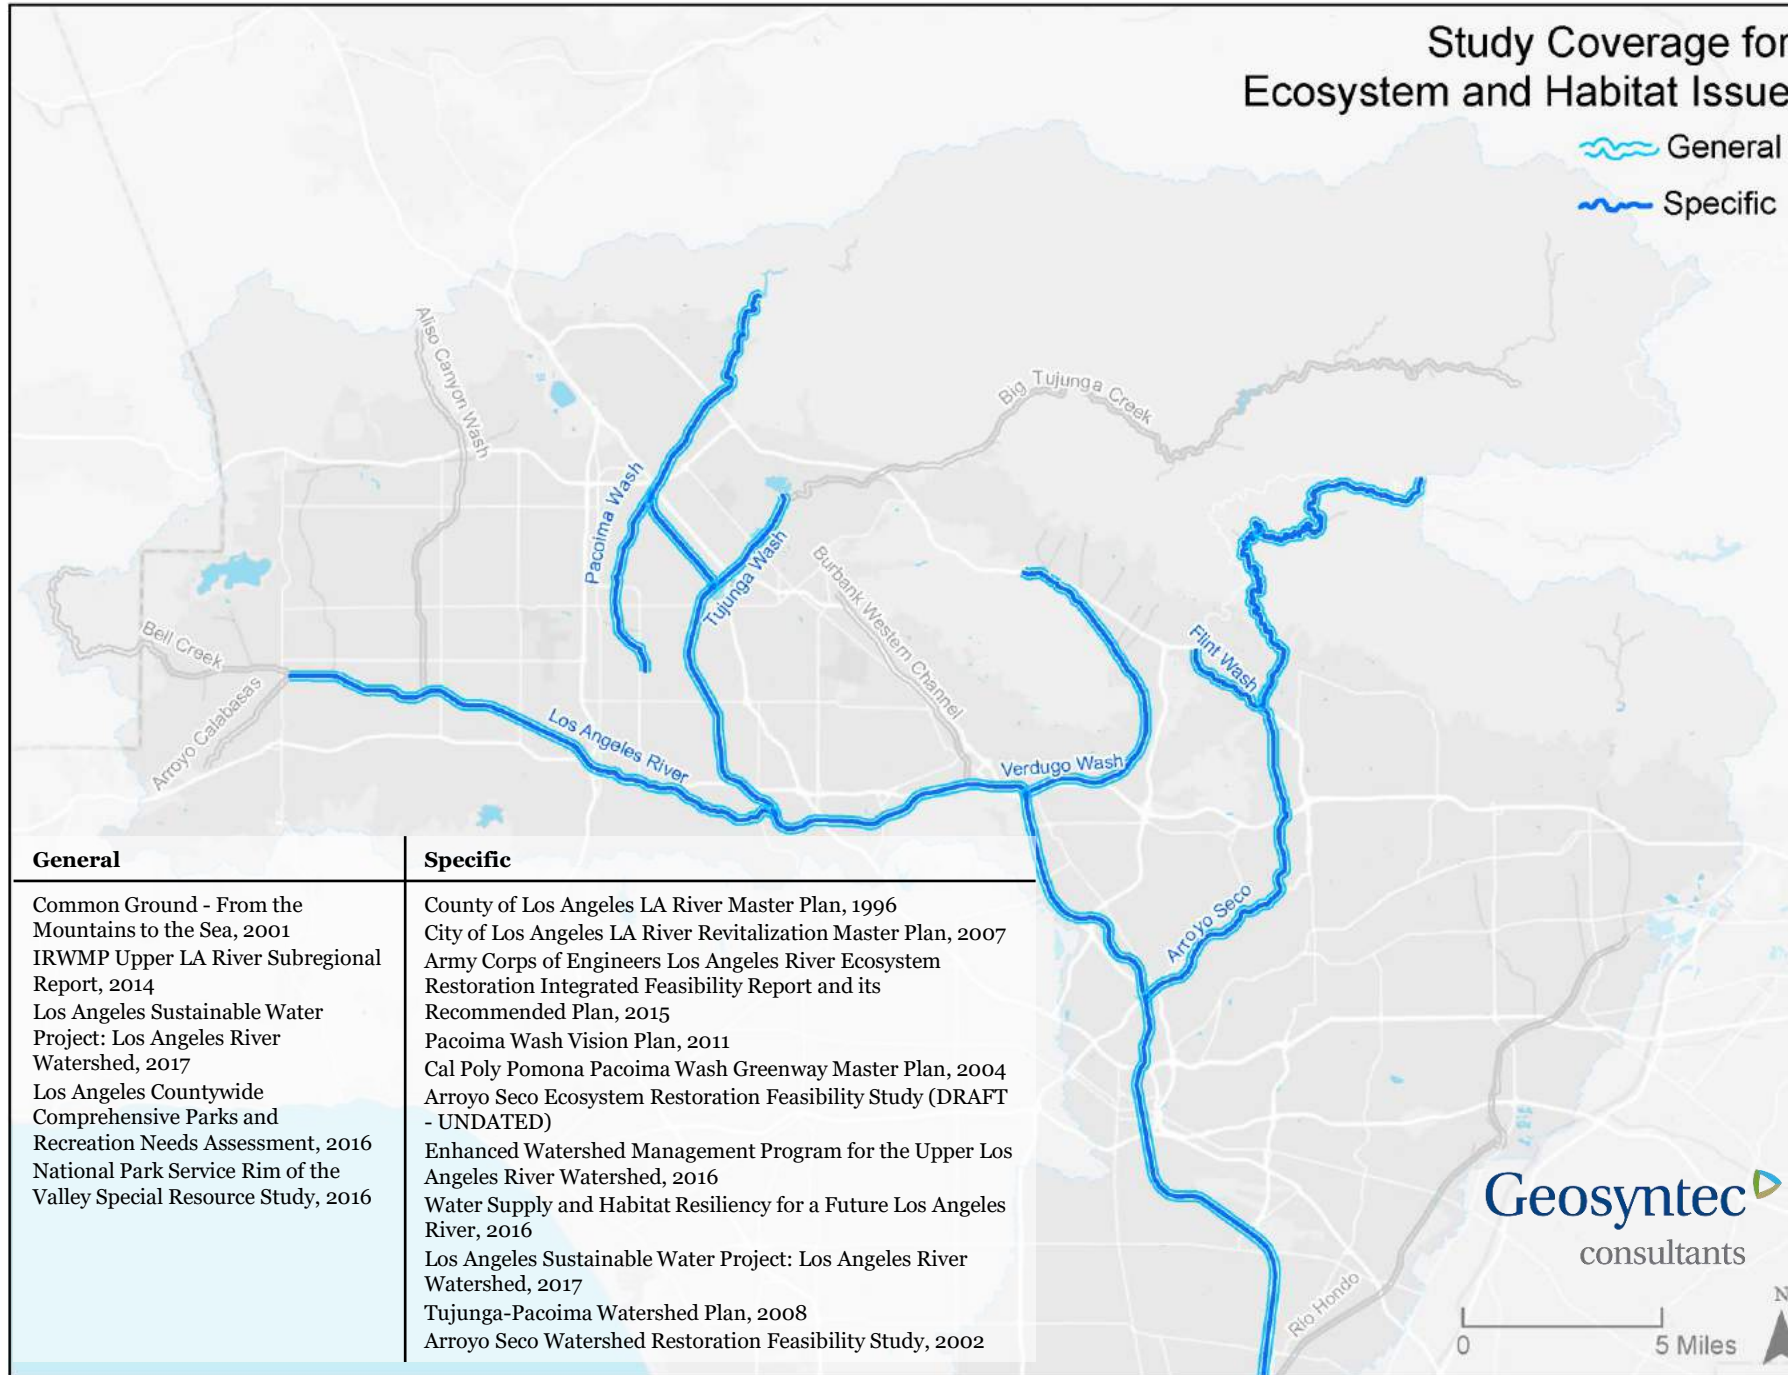 Study Coverage for
Ecosystem and Habitat Issue
General
Specific
Aliso Canyon Wash
Big Tujunga Creek
Pacoima Wash
Tujunga Wash
Burbank Western Channel
Bell Creek
Flint Wash
Arroyo Calabasas
Los Angeles River
Verdugo Wash
Arroyo Seco
Rio Hondo
General
Common Ground - From the
Mountains to the Sea, 2001
IRWMP Upper LA River Subregional
Report, 2014
Los Angeles Sustainable Water
Project: Los Angeles River
Watershed, 2017
Los Angeles Countywide
Comprehensive Parks and
Recreation Needs Assessment, 2016
National Park Service Rim of the
Valley Special Resource Study, 2016
Specific
County of Los Angeles LA River Master Plan, 1996
City of Los Angeles LA River Revitalization Master Plan, 2007
Army Corps of Engineers Los Angeles River Ecosystem
Restoration Integrated Feasibility Report and its
Recommended Plan, 2015
Pacoima Wash Vision Plan, 2011
Cal Poly Pomona Pacoima Wash Greenway Master Plan, 2004
Arroyo Seco Ecosystem Restoration Feasibility Study (DRAFT
- UNDATED)
Enhanced Watershed Management Program for the Upper Los
Angeles River Watershed, 2016
Water Supply and Habitat Resiliency for a Future Los Angeles
River, 2016
Los Angeles Sustainable Water Project: Los Angeles River
Watershed, 2017
Tujunga-Pacoima Watershed Plan, 2008
Arroyo Seco Watershed Restoration Feasibility Study, 2002
Geosyntec
consultants
N
0 5 Miles